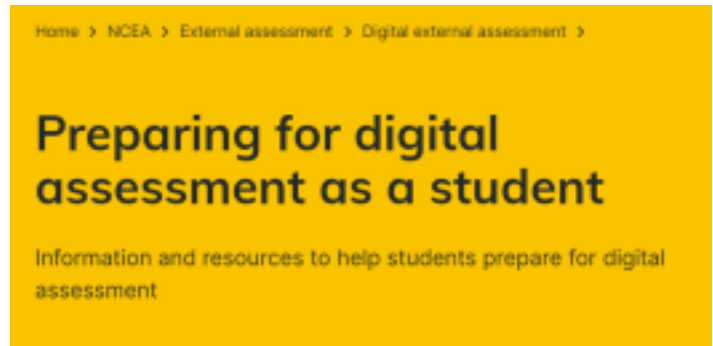 Home > NCEA > External assessment > Digital external assessment >
Preparing for digital
assessment as a student
Information and resources to help students prepare for digital
assessment